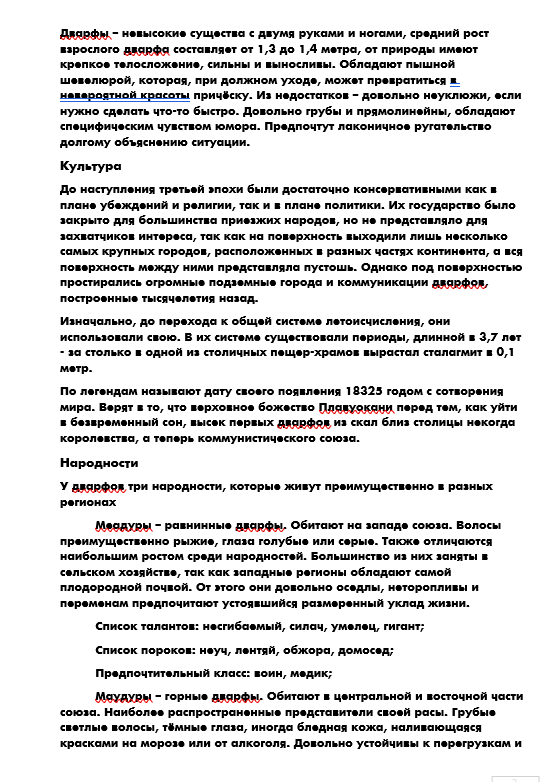 Дварфы – невысокие существа с двумя руками и ногами, средний рост
взрослого дварфа составляет от 1,3 до 1,4 метра, от природы имеют
крепкое телосложение, сильны и выносливы. Обладают пышной
шевелюрой, которая, при должном уходе, может превратиться в
невероятной красоты причёску. Из недостатков – довольно неуклюжи, если
нужно сделать что-то быстро. Довольно грубы и прямолинейны, обладают
специфическим чувством юмора. Предпочтут лаконичное ругательство
долгому объяснению ситуации.
Культура
До наступления третьей эпохи были достаточно консервативными как в
плане убеждений и религии, так и в плане политики. Их государство было
закрыто для большинства приезжих народов, но не представляло для
захватчиков интереса, так как на поверхность выходили лишь несколько
самых крупных городов, расположенных в разных частях континента, а вся
поверхность между ними представляла пустошь. Однако под поверхностью
простирались огромные подземные города и коммуникации дварфов,
построенные тысячелетия назад.
Изначально, до перехода к общей системе летоисчисления, они
использовали свою. В их системе существовали периоды, длинной в 3,7 лет
- за столько в одной из столичных пещер-храмов вырастал сталагмит в 0,1
метр.
По легендам называют дату своего появления 18325 годом с сотворения
мира. Верят в то, что верховное божество Плавуокани перед тем, как уйти
в безвременный сон, высек первых дварфов из скал близ столицы некогда
королевства, а теперь коммунистического союза.
Народности
У дварфов три народности, которые живут преимущественно в разных
регионах
Меадуры – равнинные дварфы. Обитают на западе союза. Волосы
преимущественно рыжие, глаза голубые или серые. Также отличаются
наибольшим ростом среди народностей. Большинство из них заняты в
сельском хозяйстве, так как западные регионы обладают самой
плодородной почвой. От этого они довольно оседлы, неторопливы и
переменам предпочитают устоявшийся размеренный уклад жизни.
Список талантов: несгибаемый, силач, умелец, гигант;
Список пороков: неуч, лентяй, обжора, домосед;
Предпочтительный класс: воин, медик;
Маудуры – горные дварфы. Обитают в центральной и восточной части
союза. Наиболее распространенные представители своей расы. Грубые
светлые волосы, тёмные глаза, иногда бледная кожа, наливающаяся
красками на морозе или от алкоголя. Довольно устойчивы к перегрузкам и